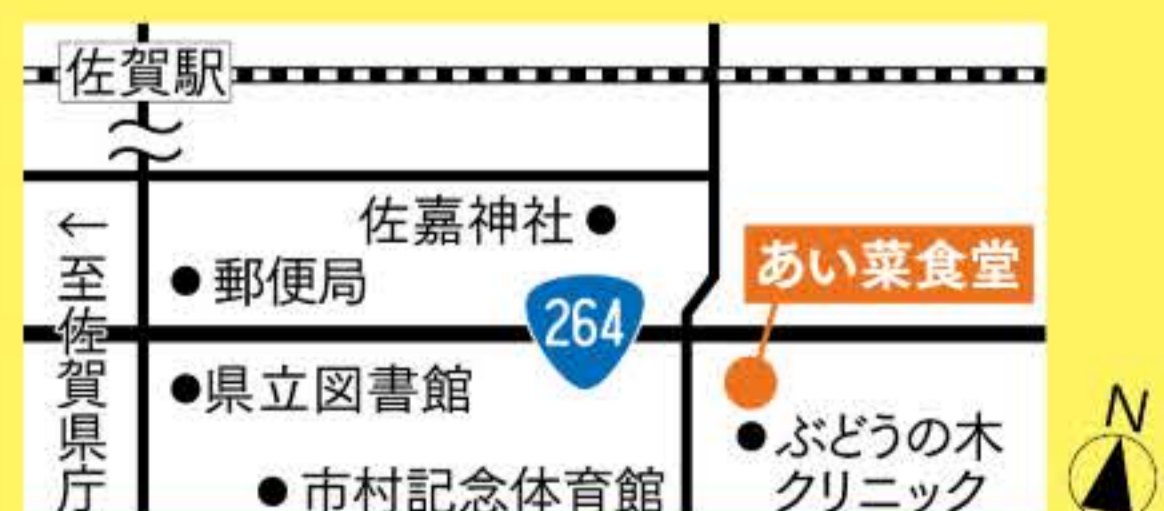 佐賀駅
佐嘉神社
郵便局
あい菜食堂
264
←至佐賀県庁
県立図書館
ぶどうの木
クリニック
市村記念体育館
N